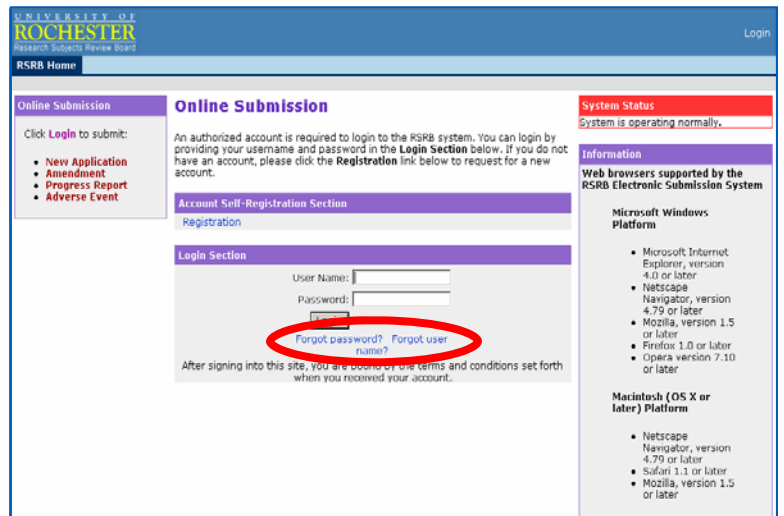 UNIVERSITY OF
ROCHESTER
Research Subjects Review Board
Login
RSRB Home
Online Submission
Click Login to submit:
• New Application
• Amendment
• Progress Report
• Adverse Event
Online Submission
An authorized account is required to login to the RSRB system. You can login by
providing your username and password in the Login Section below. If you do not
have an account, please click the Registration link below to request for a new
account.
Account Self-Registration Section
Registration
Login Section
User Name:
Password:
Forgot password? Forgot user
name?
After signing into this site, you are bound by the terms and conditions set forth
when you received your account.
System Status
System is operating normally.
Information
Web browsers supported by the
RSRB Electronic Submission System
Microsoft Windows
Platform
• Microsoft Internet
Explorer, version
4.0 or later
• Netscape
Navigator, version
4.79 or later
• Mozilla, version 1.5
or later
• Firefox 1.0 or later
• Opera version 7.10
or later
Macintosh (OS X or
later) Platform
• Netscape
Navigator, version
4.79 or later
• Safari 1.1 or later
• Mozilla, version 1.5
or later